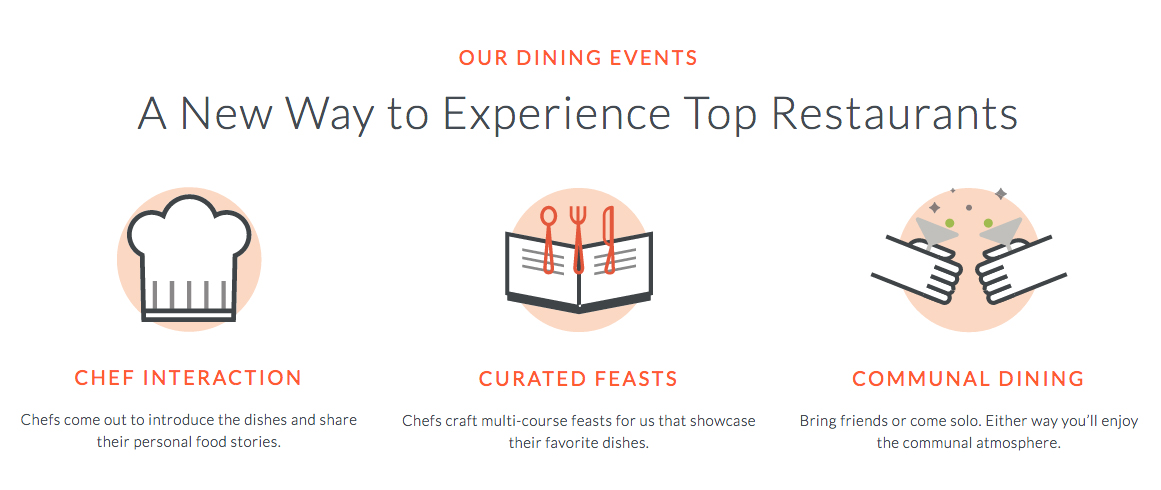 OUR DINING EVENTS
A New Way to Experience Top Restaurants
CHEF INTERACTION
Chefs come out to introduce the dishes and share
their personal food stories.
CURATED FEASTS
Chefs craft multi-course feasts for us that showcase
their favorite dishes.
COMMUNAL DINING
Bring friends or come solo. Either way you’ll enjoy
the communal atmosphere.